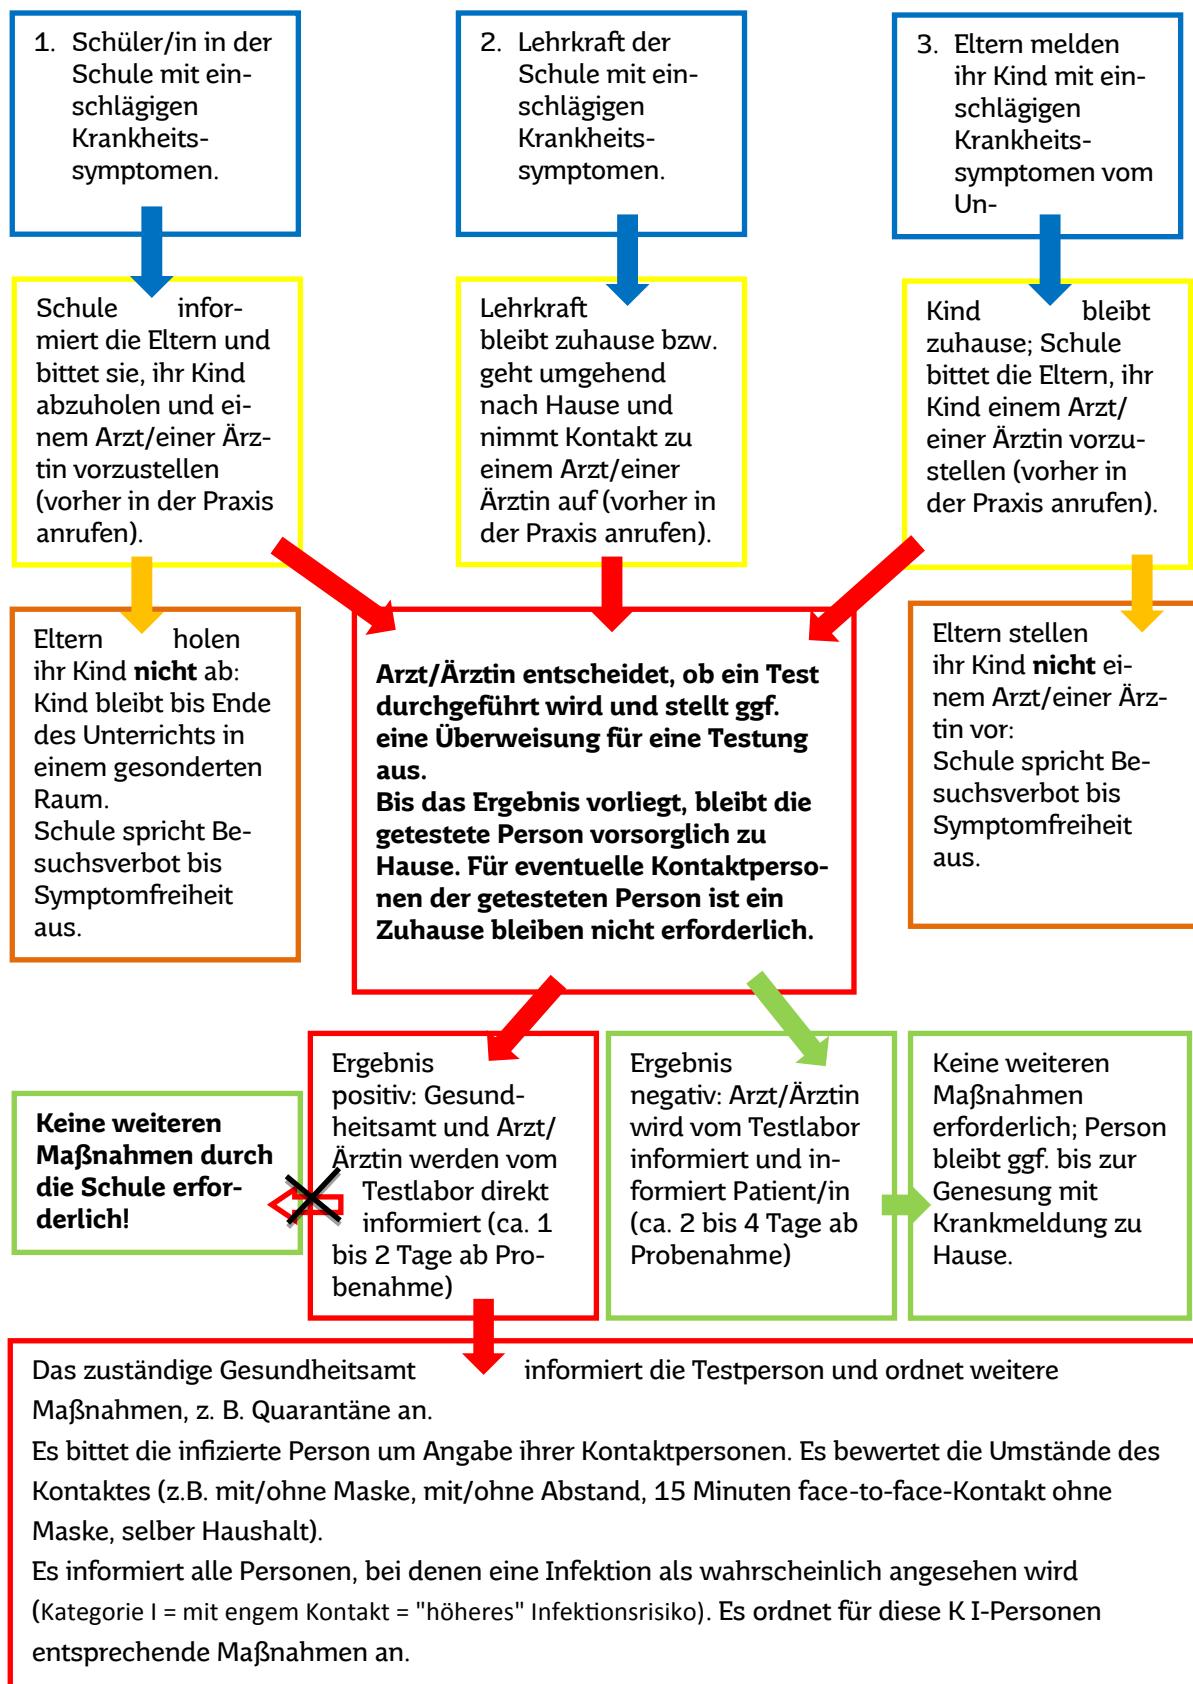 1. Schüler/in in der
Schule mit ein-
schlägigen
Krankheits-
symptomen.
2. Lehrkraft der
Schule mit ein-
schlägigen
Krankheits-
symptomen.
3. Eltern melden
ihr Kind mit ein-
schlägigen
Krankheits-
symptomen vom
Un-
Schule infor-
miert die Eltern und
bittet sie, ihr Kind
abzuholen und ei-
nem Arzt/einer Ärz-
tin vorzustellen
(vorher in der Praxis
anrufen).
Lehrkraft
bleibt zuhause bzw.
geht umgehend
nach Hause und
nimmt Kontakt zu
einem Arzt/einer
Ärztin auf (vorher in
der Praxis anrufen).
Kind bleibt
zuhause; Schule
bittet die Eltern, ihr
Kind einem Arzt/
einer Ärztin vorzu-
stellen (vorher in
der Praxis anrufen).
Eltern holen
ihr Kind nicht ab:
Kind bleibt bis Ende
des Unterrichts in
einem gesonderten
Raum.
Schule spricht Be-
suchsverbot bis
Symptomfreiheit
aus.
Arzt/Ärztin entscheidet, ob ein Test
durchgeführt wird und stellt ggf.
eine Überweisung für eine Testung
aus.
Bis das Ergebnis vorliegt, bleibt die
getestete Person vorsorglich zu
Hause. Für eventuelle Kontaktperso-
nen der getesteten Person ist ein
Zuhause bleiben nicht erforderlich.
Eltern stellen
ihr Kind nicht ei-
nem Arzt/einer Ärz-
tin vor:
Schule spricht Be-
suchsverbot bis
Symptomfreiheit
aus.
Keine weiteren
Maßnahmen durch
die Schule erfor-
derlich!
Ergebnis
positiv: Gesund-
heitsamt und Arzt/
Ärztin werden vom
Testlabor direkt
informiert (ca. 1
bis 2 Tage ab Pro-
benahme)
Ergebnis
negativ: Arzt/Ärztin
wird vom Testlabor
informiert und in-
formiert Patient/in
(ca. 2 bis 4 Tage ab
Probenahme)
Keine weiteren
Maßnahmen
erforderlich; Person
bleibt ggf. bis zur
Genesung mit
Krankmeldung zu
Hause.
Das zuständige Gesundheitsamt informiert die Testperson und ordnet weitere
Maßnahmen, z. B. Quarantäne an.
Es bittet die infizierte Person um Angabe ihrer Kontaktpersonen. Es bewertet die Umstände des
Kontaktes (z.B. mit/ohne Maske, mit/ohne Abstand, 15 Minuten face-to-face-Kontakt ohne
Maske, selber Haushalt).
Es informiert alle Personen, bei denen eine Infektion als wahrscheinlich angesehen wird
(Kategorie I = mit engem Kontakt = "höheres" Infektionsrisiko). Es ordnet für diese K I-Personen
entsprechende Maßnahmen an.